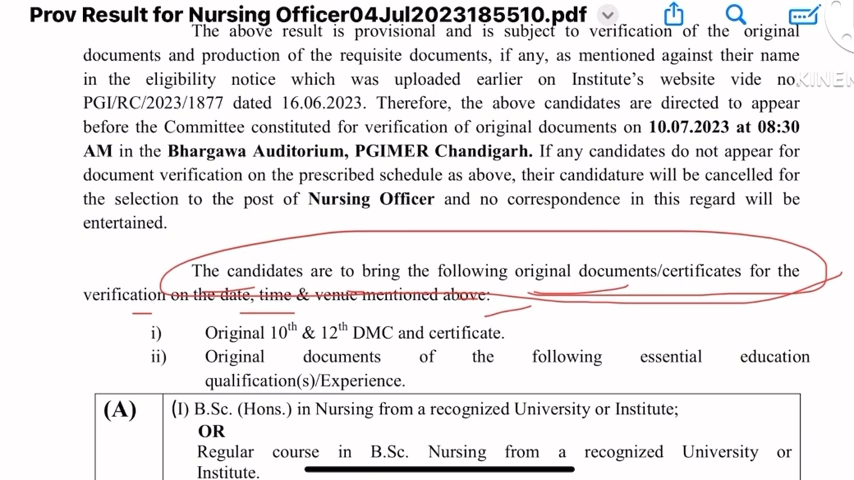 Prov Result for Nursing Officer04Jul2023185510.pdf
The above result is provisional and is subject to verification of the original
documents and production of the requisite documents, if any, as mentioned against their name
in the eligibility notice which was uploaded earlier on Institute's website vide no.
KINEM
PGI/RC/2023/1877 dated 16.06.2023. Therefore, the above candidates are directed to appear
before the Committee constituted for verification of original documents on 10.07.2023 at 08:30
AM in the Bhargawa Auditorium, PGIMER Chandigarh. If any candidates do not appear for
document verification on the prescribed schedule as above, their candidature will be cancelled for
the selection to the post of Nursing Officer and no correspondence in this regard will be
entertained.
The candidates are to bring the following original documents/certificates for the
verification on the date, time & venue mentioned above:
i) Original 10th & 12th DMC and certificate.
ii) Original documents of the following essential education
qualification(s)/Experience.
(A) (I) B.Sc. (Hons.) in Nursing from a recognized University or Institute;
OR
Regular course in B.Sc. Nursing from a recognized University or
Institute.